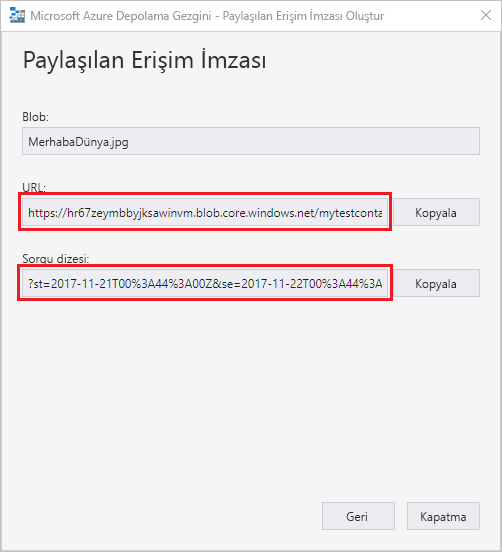 Microsoft Azure Depolama Gezgini - Paylaşılan Erişim İmzası Oluştur
Paylaşılan Erişim İmzası
Blob:
MerhabaDünya.jpg
URL:
https://hr67zeymbbyjksawinvm.blob.core.windows.net/mytestconta
Kopyala
Sorgu dizesi:
?st=2017-11-21T00%3A44%3A00Z&se=2017-11-22T00%3A44%3A
Kopyala
Geri
Kapatma